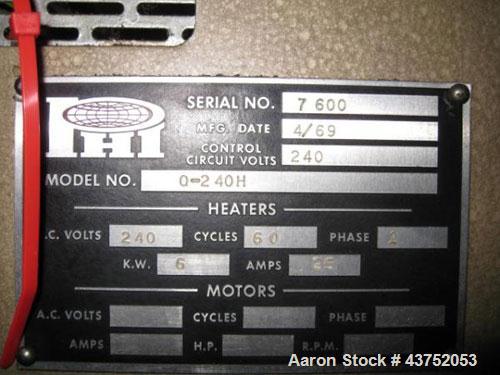 PHI
SERIAL NO. 7600
MFG. DATE 4/69
CONTROL
CIRCUIT VOLTS 240
MODEL NO. Q-240H
HEATERS
A.C. VOLTS 240 CYCLES 60 PHASE
K.W. 6 AMPS
MOTORS
A.C. VOLTS CYCLES PHASE
AMPS H.P. R.P.M.
Aaron Stock # 43752053